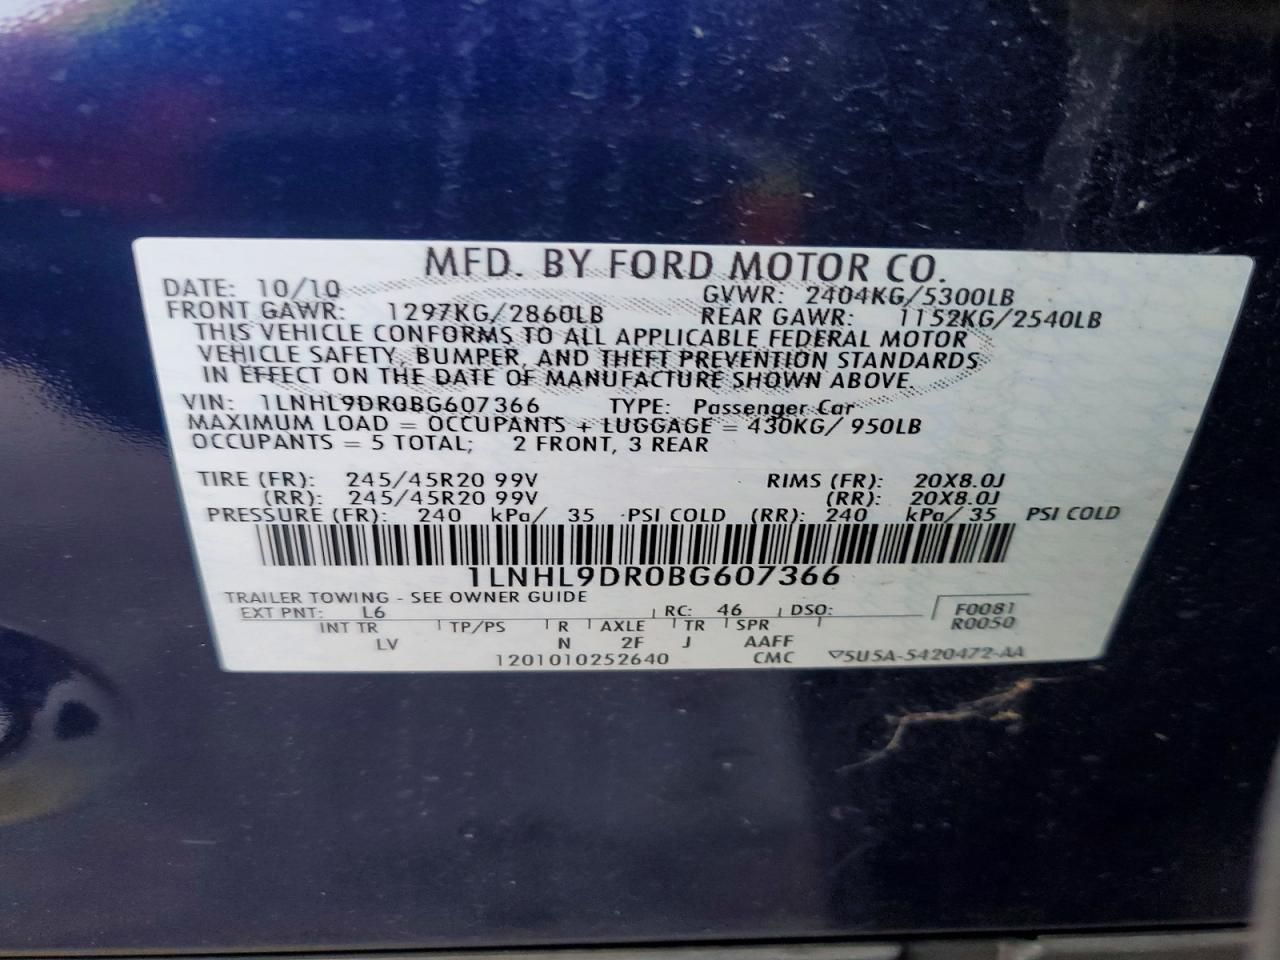 MFD. BY FORD MOTOR CO.
DATE: 10/10 GVWR: 2404KG/5300LB
FRONT GAWR: 1297KG/2860LB REAR GAWR: 1152KG/2540LB
THIS VEHICLE CONFORMS TO ALL APPLICABLE FEDERAL MOTOR
VEHICLE SAFETY, BUMPER, AND THEFT PREVENTION STANDARDS
IN EFFECT ON THE DATE OF MANUFACTURE SHOWN ABOVE.
VIN: 1LNHL9DR0BG607366 TYPE: Passenger Car
MAXIMUM LOAD = OCCUPANTS + LUGGAGE = 430KG/ 950LB
OCCUPANTS = 5 TOTAL; 2 FRONT, 3 REAR
TIRE (FR): 245/45R20 99V RIMS (FR): 20X8.0J
(RR): 245/45R20 99V (RR): 20X8.0J
PRESSURE (FR): 240 kPa/ 35 PSI COLD (RR): 240 kPa/ 35 PSI COLD
1LNHL9DR0BG607366
TRAILER TOWING - SEE OWNER GUIDE
EXT PNT: L6 RC: 46 DSO: F0081
INT TR TP/PS R AXLE TR SPR R0050
LV N 2F J AAFF
1201010252640 CMC ▽5U5A-5420472-AA